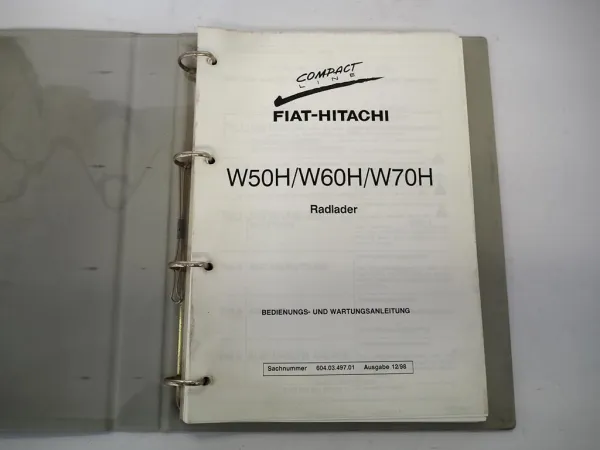 COMPACT
LINE
FIAT-HITACHI
W50H/W60H/W70H
Radlader
BEDIENUNGS- UND WARTUNGSANLEITUNG
Sachnummer 604.03.497.01 Ausgabe 12/98